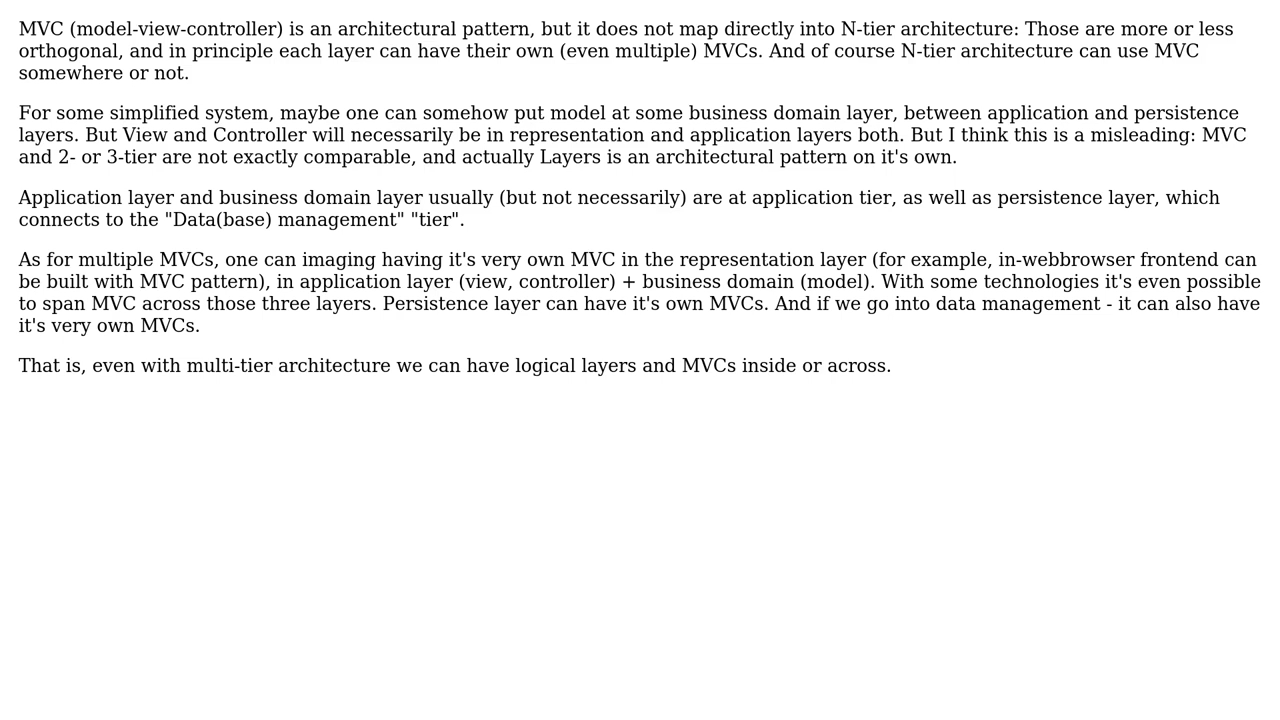 MVC (model-view-controller) is an architectural pattern, but it does not map directly into N-tier architecture: Those are more or less
orthogonal, and in principle each layer can have their own (even multiple) MVCs. And of course N-tier architecture can use MVC
somewhere or not.
For some simplified system, maybe one can somehow put model at some business domain layer, between application and persistence
layers. But View and Controller will necessarily be in representation and application layers both. But I think this is a misleading: MVC
and 2- or 3-tier are not exactly comparable, and actually Layers is an architectural pattern on it's own.
Application layer and business domain layer usually (but not necessarily) are at application tier, as well as persistence layer, which
connects to the "Data(base) management" "tier".
As for multiple MVCs, one can imaging having it's very own MVC in the representation layer (for example, in-webbrowser frontend can
be built with MVC pattern), in application layer (view, controller) + business domain (model). With some technologies it's even possible
to span MVC across those three layers. Persistence layer can have it's own MVCs. And if we go into data management - it can also have
it's very own MVCs.
That is, even with multi-tier architecture we can have logical layers and MVCs inside or across.